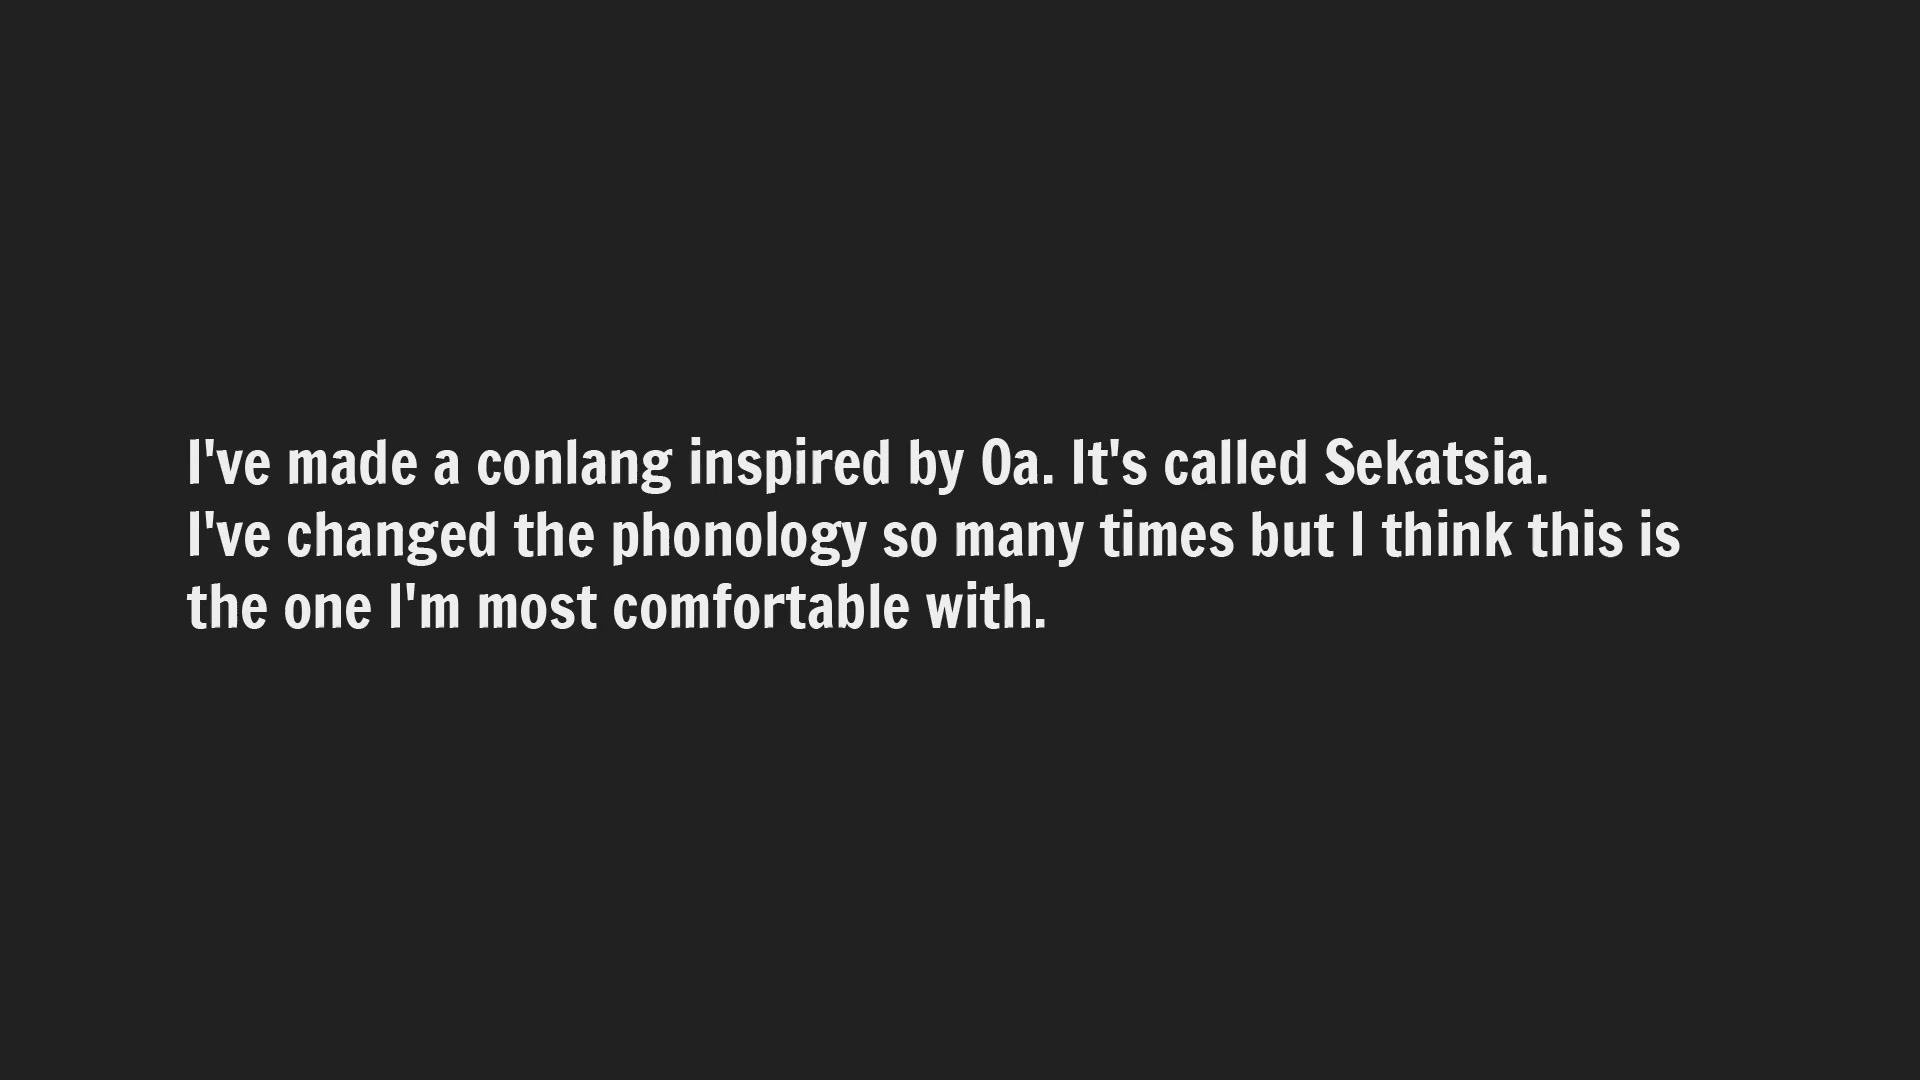 I've made a conlang inspired by Oa. It's called Sekatsia.
I've changed the phonology so many times but I think this is
the one I'm most comfortable with.